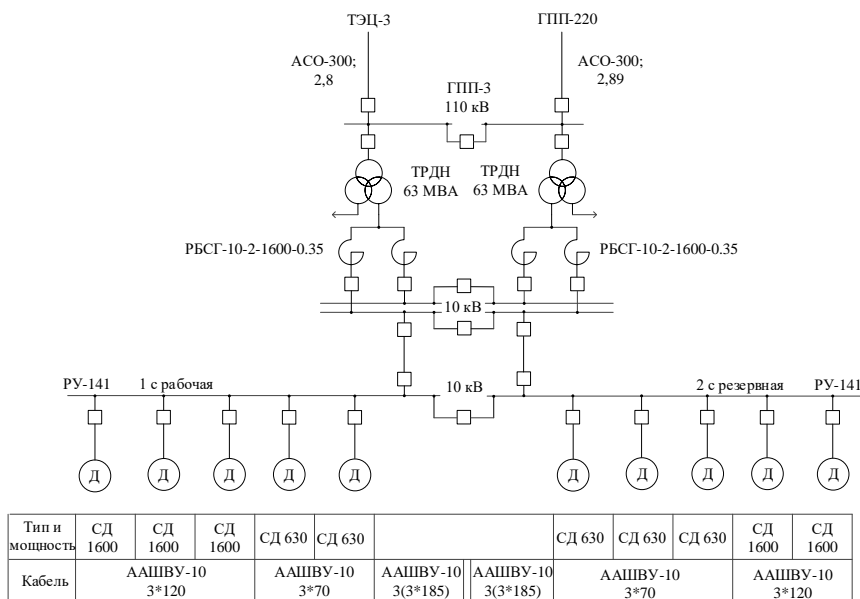 ТЭЦ-3
ГПП-220
АСО-300;
2,8
АСО-300;
2,89
ГПП-3
110 кВ
ТРДН
63 МВА
ТРДН
63 МВА
РБСГ-10-2-1600-0.35
РБСГ-10-2-1600-0.35
10 кВ
РУ-141
1 с рабочая
10 кВ
2 с резервная
РУ-141
Д Д Д Д Д Д Д Д Д Д
Тип и
мощность
СД
1600
СД
1600
СД
1600
СД 630
СД 630
СД 630
СД 630
СД 630
СД
1600
СД
1600
Кабель
ААШВУ-10
3*120
ААШВУ-10
3*70
ААШВУ-10
3(3*185)
ААШВУ-10
3(3*185)
ААШВУ-10
3*70
ААШВУ-10
3*120